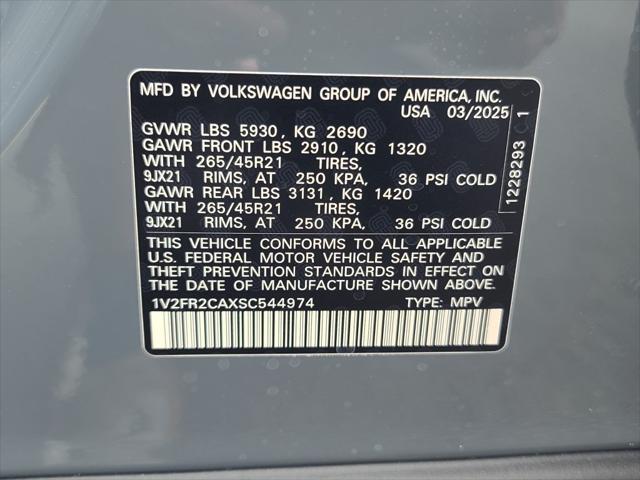 MFD BY VOLKSWAGEN GROUP OF AMERICA, INC.
USA 03/2025
GVWR LBS 5930, KG 2690
GAWR FRONT LBS 2910, KG 1320
WITH 265/45R21 TIRES,
9JX21 RIMS, AT 250 KPA, 36 PSI COLD
GAWR REAR LBS 3131, KG 1420
WITH 265/45R21 TIRES,
9JX21 RIMS, AT 250 KPA, 36 PSI COLD
THIS VEHICLE CONFORMS TO ALL APPLICABLE
U.S. FEDERAL MOTOR VEHICLE SAFETY AND
THEFT PREVENTION STANDARDS IN EFFECT ON
THE DATE OF MANUFACTURE SHOWN ABOVE.
1V2FR2CAXSC544974 TYPE: MPV
1228293 C 1